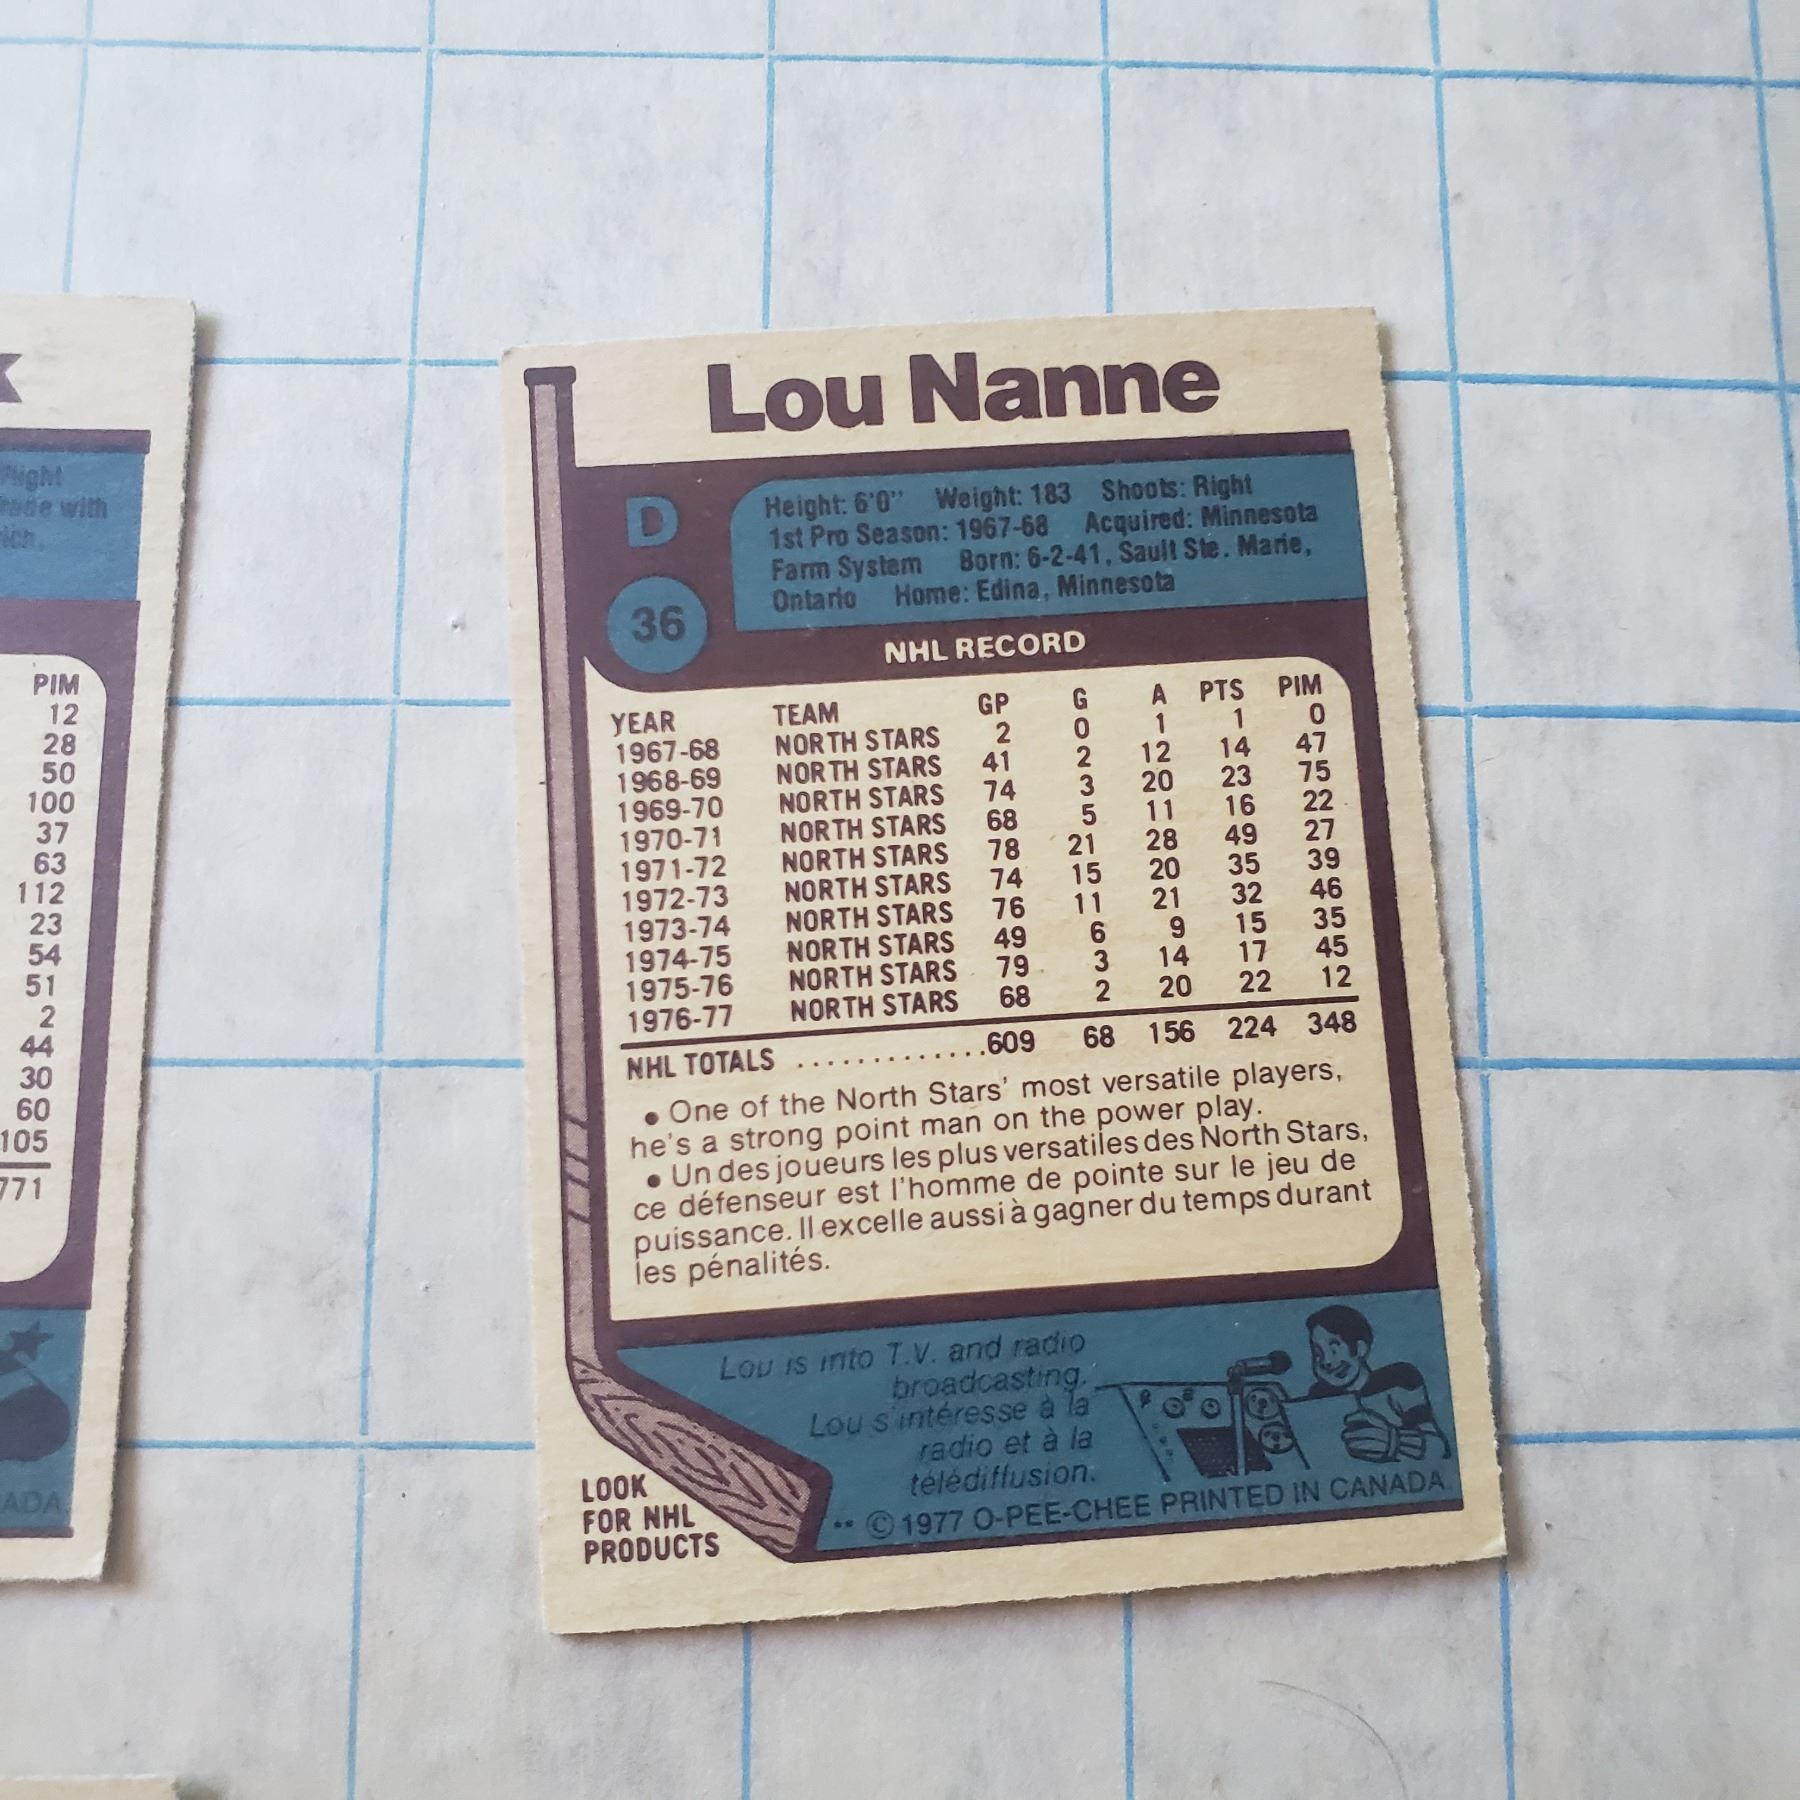 k
Right
Trade with
PIM
12
28
50
100
37
63
112
23
54
51
2
44
30
60
105
771
ADA
Lou Nanne
D
36
Height: 6'0" Weight: 183 Shoots: Right
1st Pro Season: 1967-68 Acquired: Minnesota
Farm System Born: 6-2-41, Sault Ste. Marie,
Ontario Home: Edina, Minnesota
NHL RECORD
YEAR TEAM GP G A PTS PIM
1967-68 NORTH STARS 2 0 1 1 0
1968-69 NORTH STARS 41 2 12 14 47
1969-70 NORTH STARS 74 3 20 23 75
1970-71 NORTH STARS 68 5 11 16 22
1971-72 NORTH STARS 78 21 28 49 27
1972-73 NORTH STARS 74 15 20 35 39
1973-74 NORTH STARS 76 11 21 32 46
1974-75 NORTH STARS 49 6 9 15 35
1975-76 NORTH STARS 79 3 14 17 45
1976-77 NORTH STARS 68 2 20 22 12
NHL TOTALS .............609 68 156 224 348
• One of the North Stars' most versatile players,
he's a strong point man on the power play.
• Un des joueurs les plus versatiles des North Stars,
ce défenseur est l'homme de pointe sur le jeu de
puissance. Il excelle aussi à gagner du temps durant
les pénalités.
Lou is into T.V. and radio
broadcasting.
Lou s'intéresse à la
radio et à la
télédiffusion.
** © 1977 O-PEE-CHEE PRINTED IN CANADA
LOOK
FOR NHL
PRODUCTS